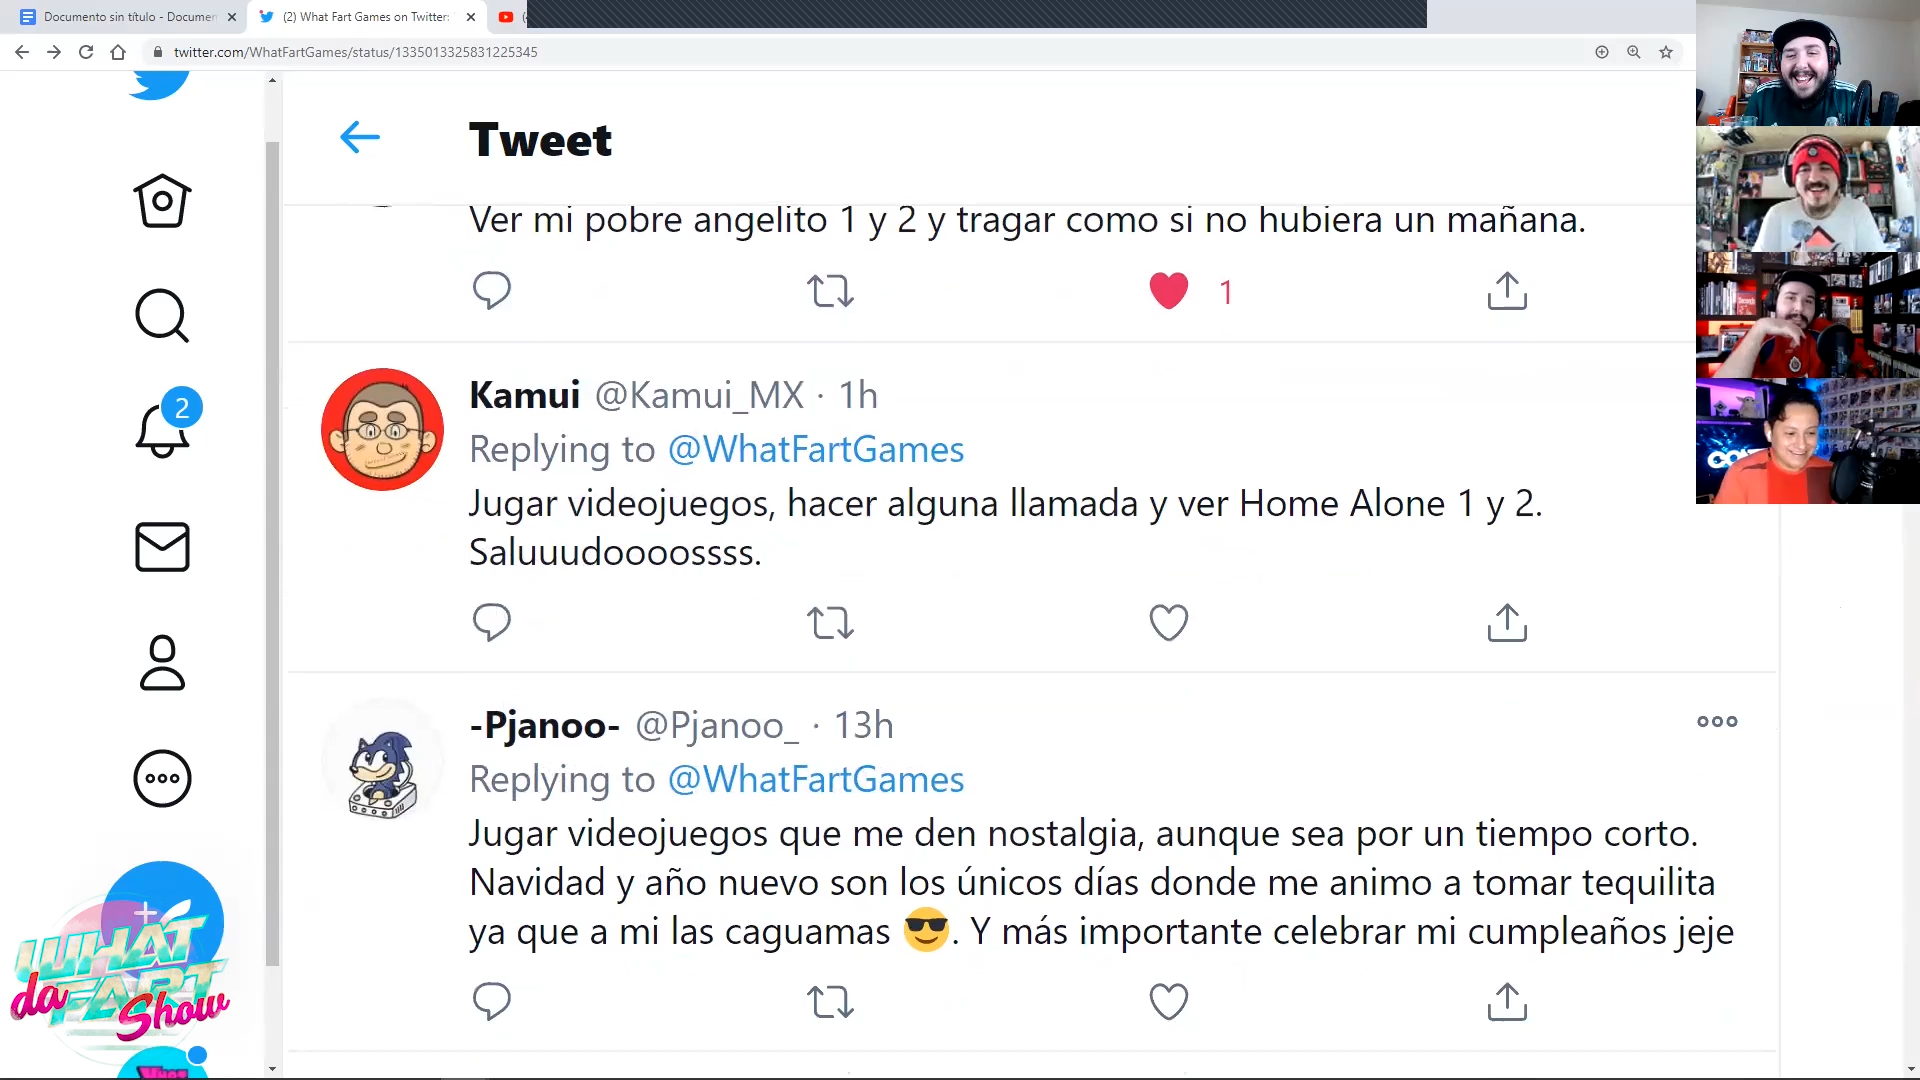 Documento sin título - Documen
(2) What Fart Games on Twitter:
twitter.com/WhatFartGames/status/1335013325831225345
Tweet
Ver mi pobre angelito 1 y 2 y tragar como si no hubiera un mañana.
1
Kamui @Kamui_MX · 1h
Replying to @WhatFartGames
Jugar videojuegos, hacer alguna llamada y ver Home Alone 1 y 2.
Saluuudoooossss.
2
-Pjanoo- @Pjanoo_ · 13h
Replying to @WhatFartGames
Jugar videojuegos que me den nostalgia, aunque sea por un tiempo corto.
Navidad y año nuevo son los únicos días donde me animo a tomar tequilita
ya que a mi las caguamas 😎. Y más importante celebrar mi cumpleaños jeje
WHAT
da FART
Show